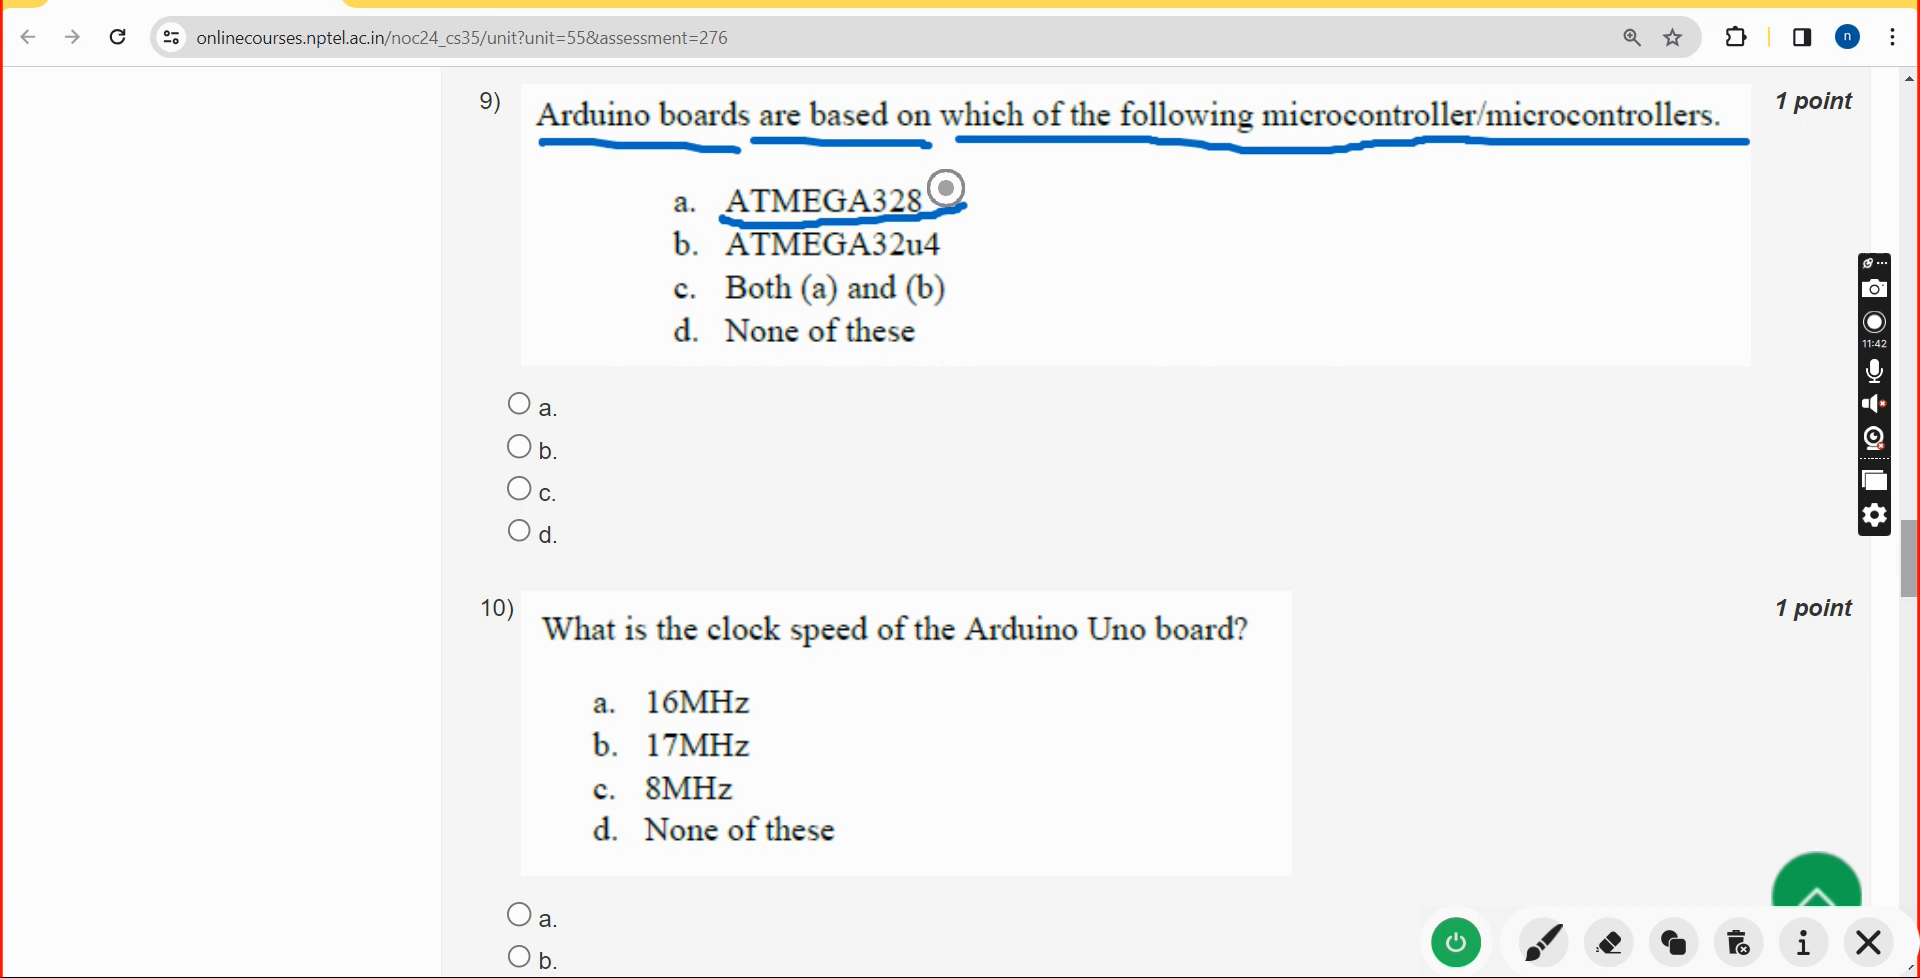 onlinecourses.nptel.ac.in/noc24_cs35/unit?unit=55&assessment=276
n
9)
Arduino boards are based on which of the following microcontroller/microcontrollers.
1 point
a. ATMEGA328
b. ATMEGA32u4
c. Both (a) and (b)
d. None of these
11:42
a.
b.
c.
d.
10)
What is the clock speed of the Arduino Uno board?
1 point
a. 16MHz
b. 17MHz
c. 8MHz
d. None of these
a.
b.